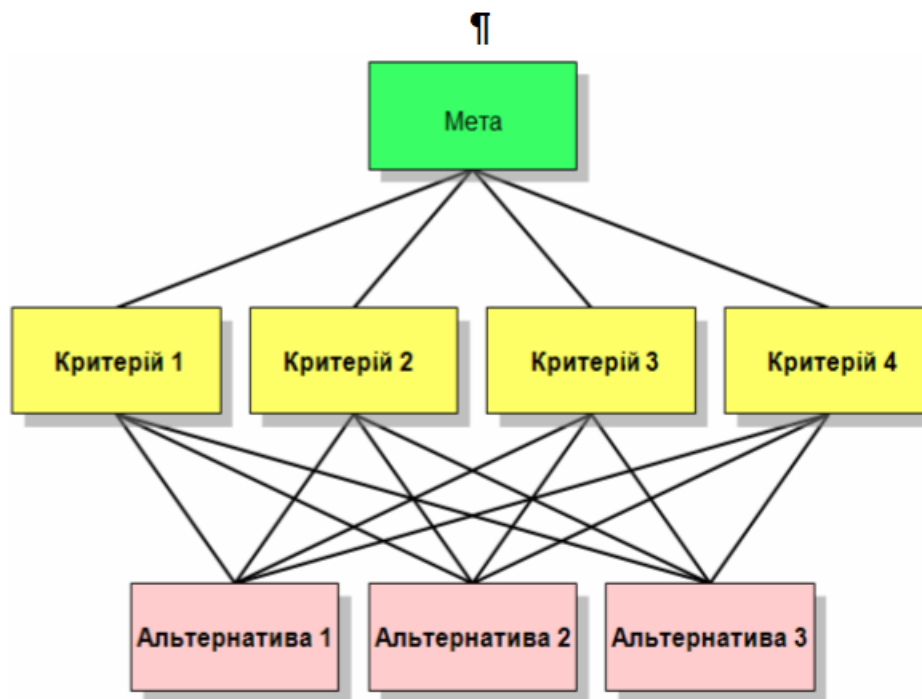 ¶
Мета
Критерій 1
Критерій 2
Критерій 3
Критерій 4
Альтернатива 1
Альтернатива 2
Альтернатива 3